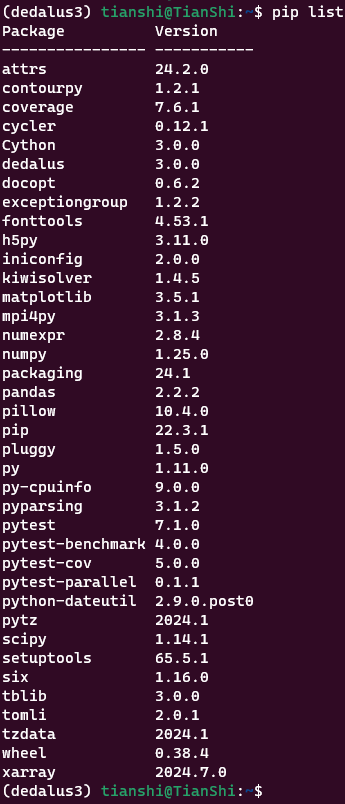 (dedalus3) tianshi@TianShi:~$ pip list
Package          Version
---------------- -----------
attrs            24.2.0
contourpy        1.2.1
coverage         7.6.1
cycler           0.12.1
Cython           3.0.0
dedalus          3.0.0
docopt           0.6.2
exceptiongroup   1.2.2
fonttools        4.53.1
h5py             3.11.0
iniconfig        2.0.0
kiwisolver       1.4.5
matplotlib       3.5.1
mpi4py           3.1.3
numexpr          2.8.4
numpy            1.25.0
packaging        24.1
pandas           2.2.2
pillow           10.4.0
pip              22.3.1
pluggy           1.5.0
py               1.11.0
py-cpuinfo       9.0.0
pyparsing        3.1.2
pytest           7.1.0
pytest-benchmark 4.0.0
pytest-cov       5.0.0
pytest-parallel  0.1.1
python-dateutil  2.9.0.post0
pytz             2024.1
scipy            1.14.1
setuptools       65.5.1
six              1.16.0
tblib            3.0.0
tomli            2.0.1
tzdata           2024.1
wheel            0.38.4
xarray           2024.7.0
(dedalus3) tianshi@TianShi:~$